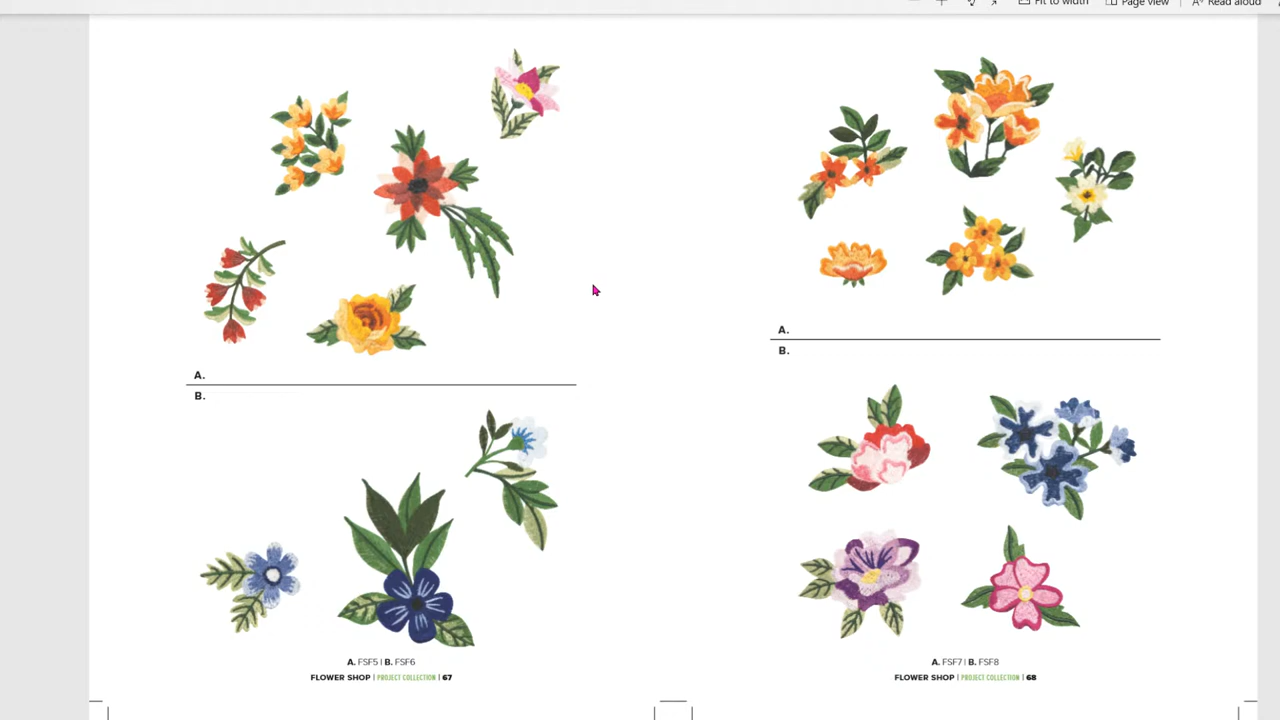 Fit to width
Page view
Read aloud
A.
B.
A. FSF5 | B. FSF6
FLOWER SHOP | PROJECT COLLECTION | 67
A.
B.
A. FSF7 | B. FSF8
FLOWER SHOP | PROJECT COLLECTION | 68